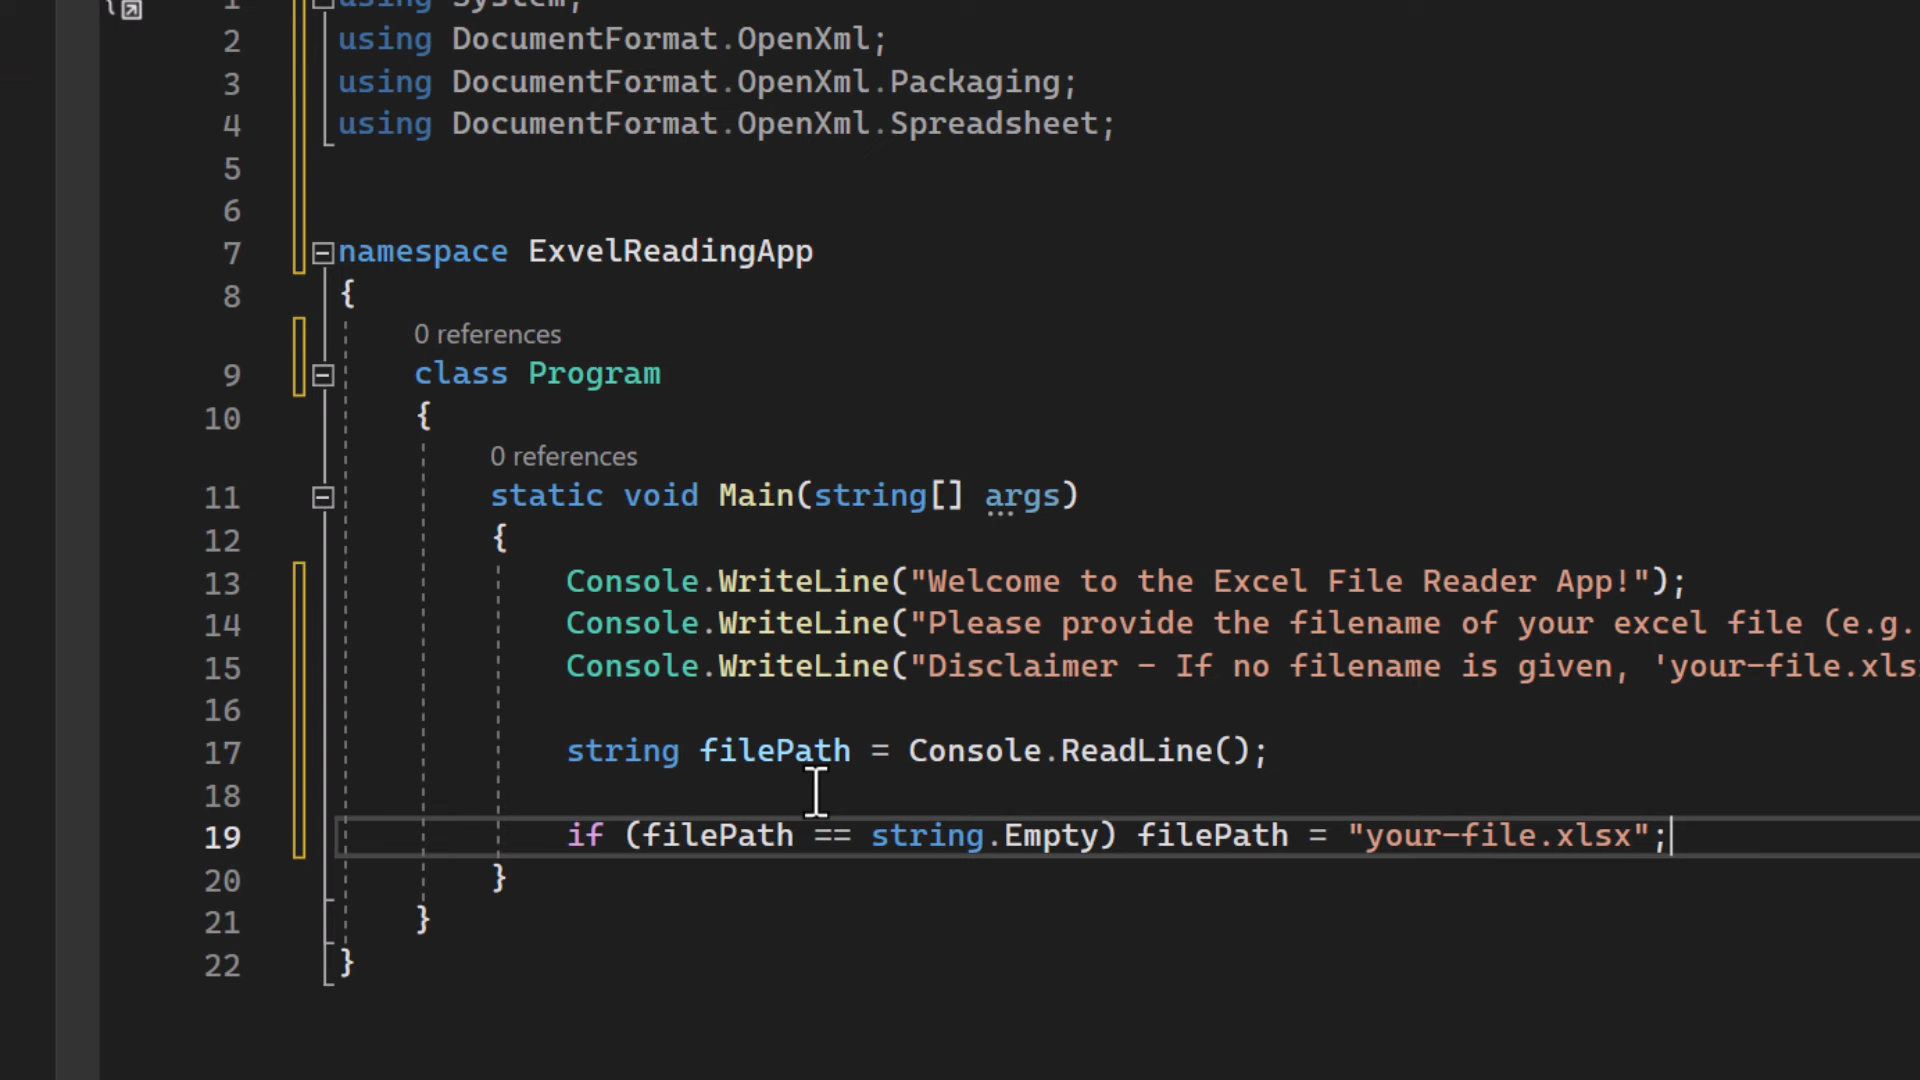 1 using System;
2 using DocumentFormat.OpenXml;
3 using DocumentFormat.OpenXml.Packaging;
4 using DocumentFormat.OpenXml.Spreadsheet;
5
6
7 namespace ExvelReadingApp
8 {
0 references
9 class Program
10 {
0 references
11 static void Main(string[] args)
12 {
13 Console.WriteLine("Welcome to the Excel File Reader App!");
14 Console.WriteLine("Please provide the filename of your excel file (e.g.
15 Console.WriteLine("Disclaimer - If no filename is given, 'your-file.xls
16
17 string filePath = Console.ReadLine();
18
19 if (filePath == string.Empty) filePath = "your-file.xlsx";
20 }
21 }
22 }